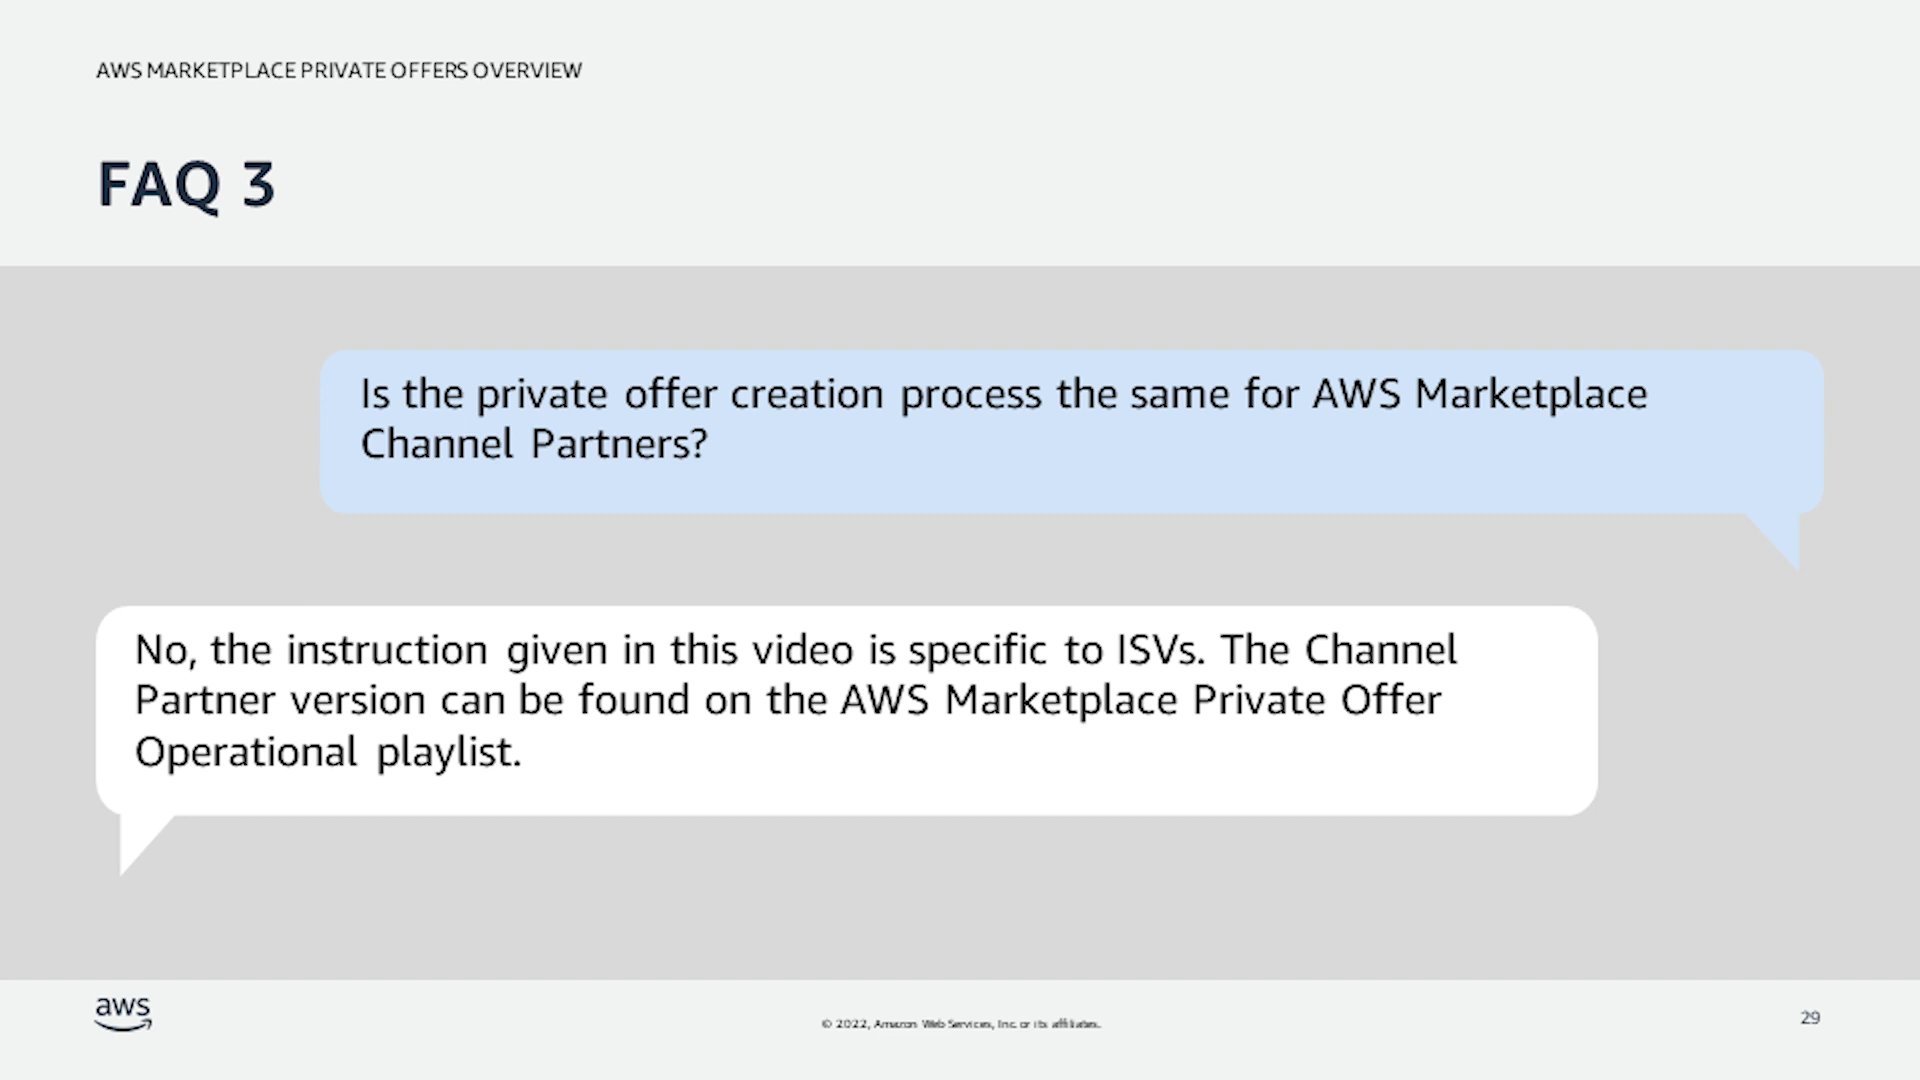 AWS MARKETPLACE PRIVATE OFFERS OVERVIEW
FAQ 3
Is the private offer creation process the same for AWS Marketplace
Channel Partners?
No, the instruction given in this video is specific to ISVs. The Channel
Partner version can be found on the AWS Marketplace Private Offer
Operational playlist.
aws
© 2022, Amazon Web Services, Inc. or its affiliates.
29